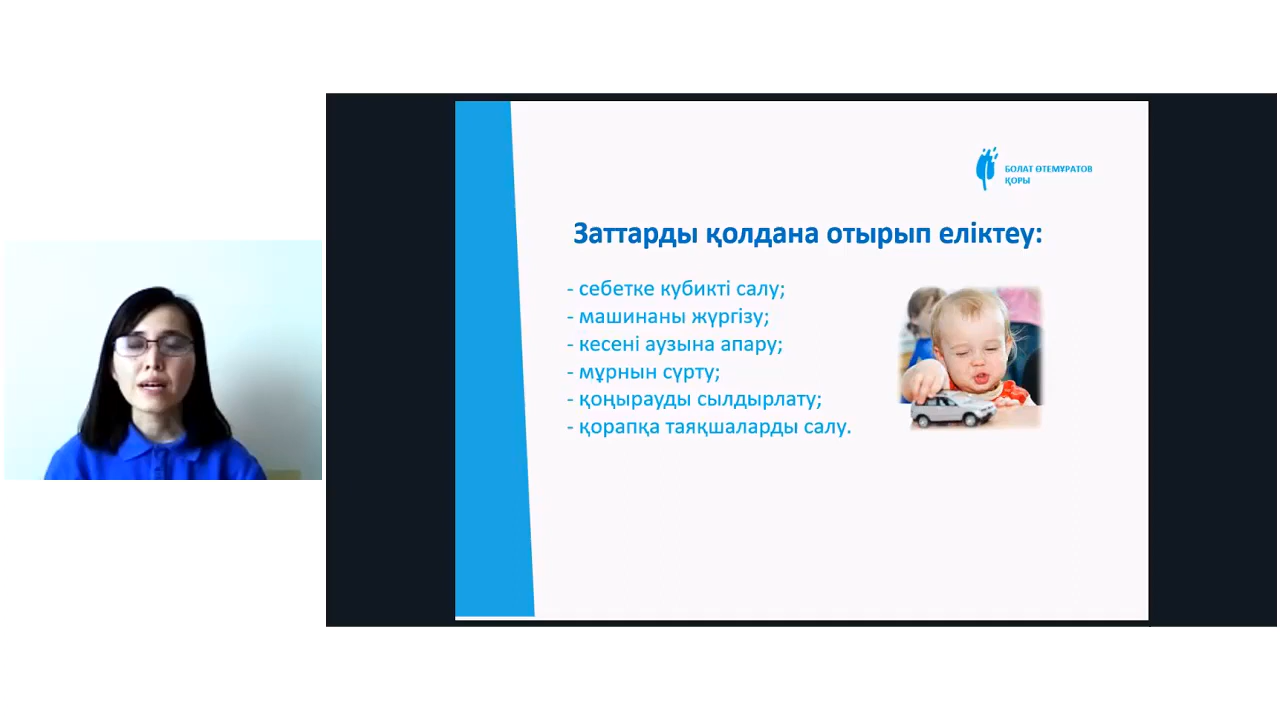 БОЛАТ ӨТЕМҰРАТОВ
ҚОРЫ
Заттарды қолдана отырып еліктеу:
- себетке кубикті салу;
- машинаны жүргізу;
- кесені аузына апару;
- мұрнын сүрту;
- қоңырауды сылдырлату;
- қорапқа таяқшаларды салу.